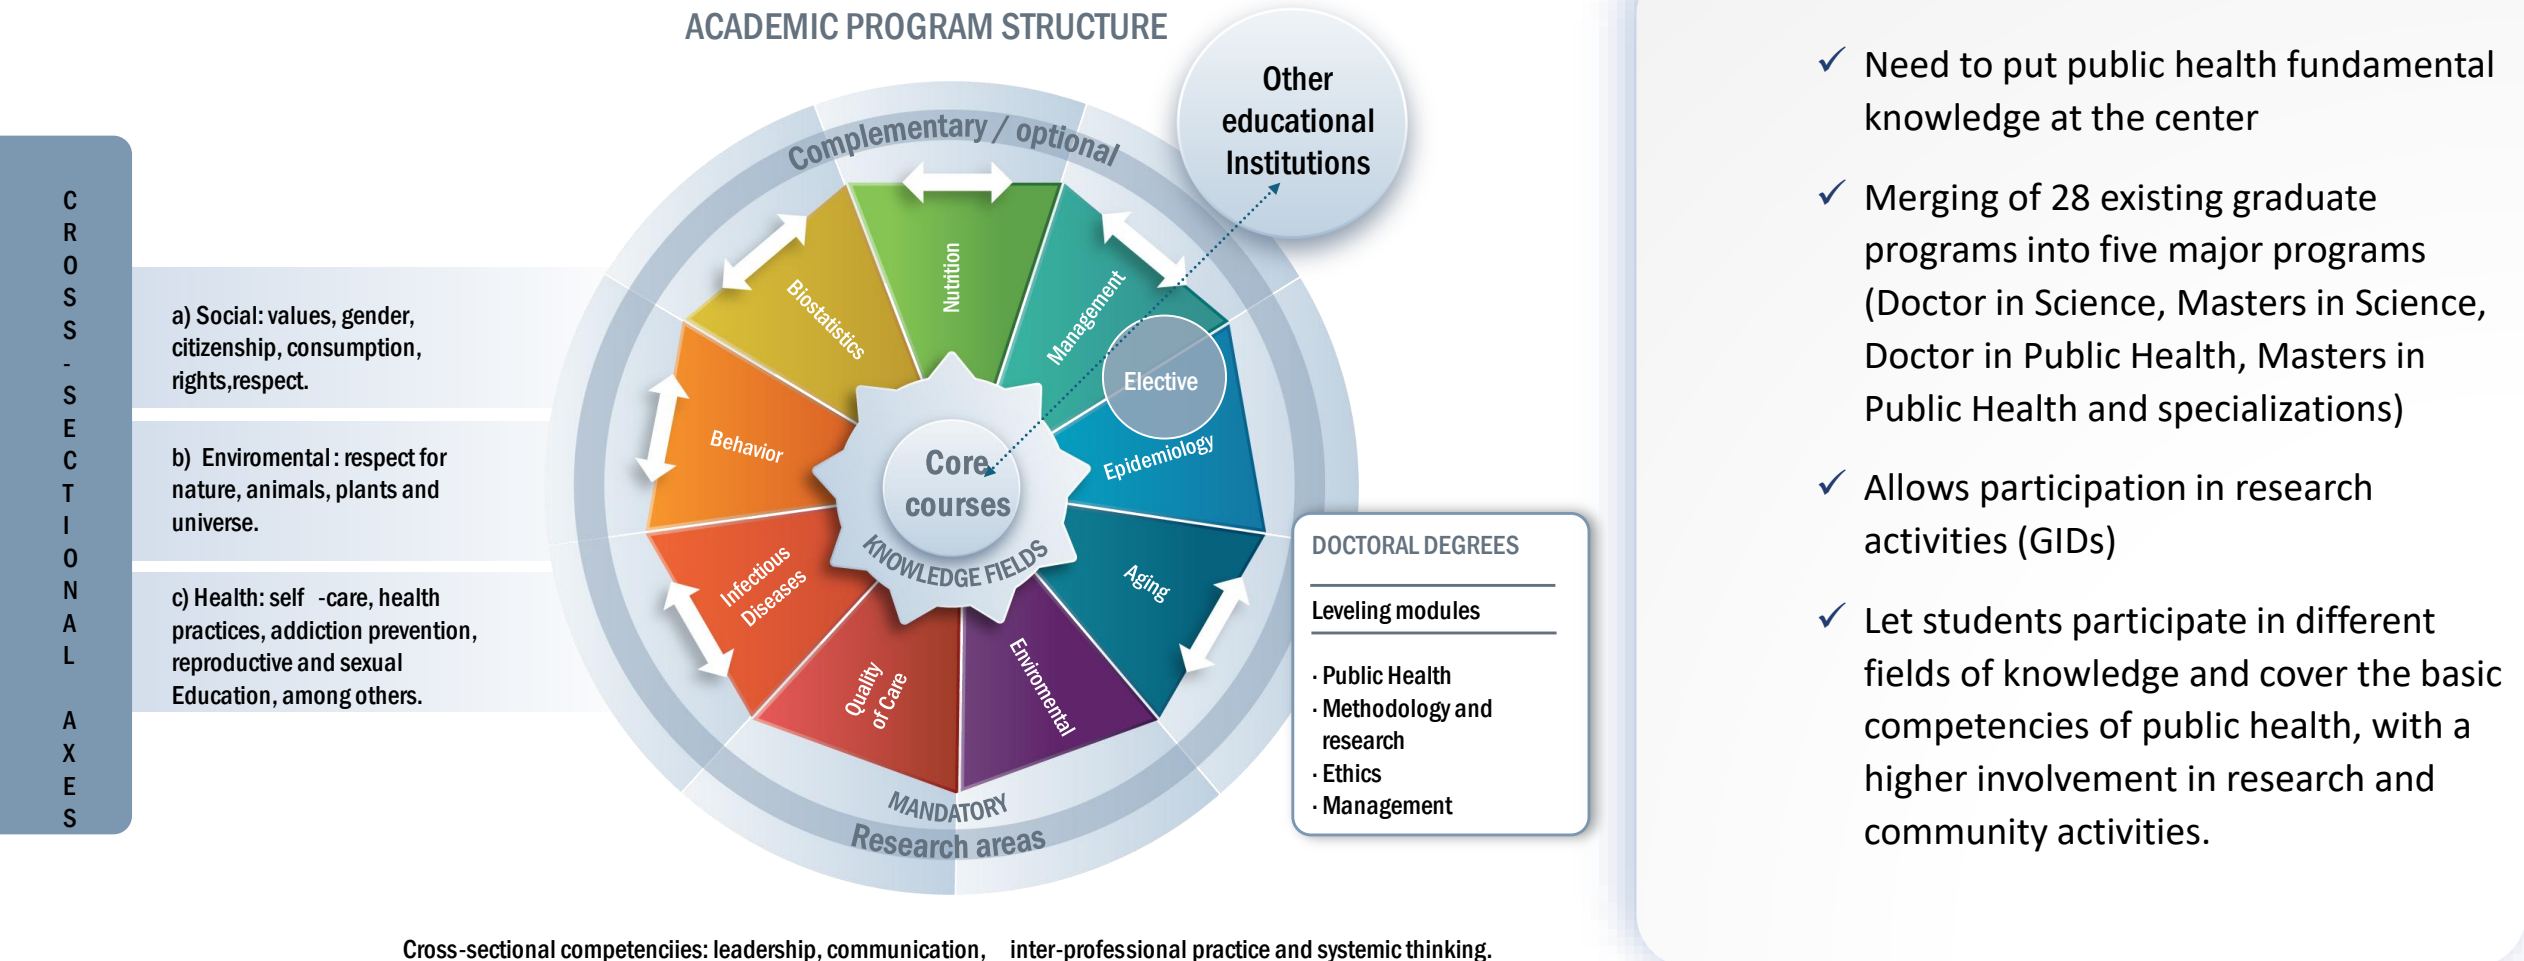 ACADEMIC PROGRAM STRUCTURE
Other
educational
Institutions
Complementary / optional
CROSS-SECTIONAL AXES
a) Social: values, gender,
citizenship, consumption,
rights,respect.
b) Enviromental: respect for
nature, animals, plants and
universe.
c) Health: self -care, health
practices, addiction prevention,
reproductive and sexual
Education, among others.
Nutrition
Management
Elective
Epidemiology
Aging
Enviromental
Quality
of Care
Infectious
Diseases
Behavior
Biostatistics
Core
courses
KNOWLEDGE FIELDS
MANDATORY
Research areas
DOCTORAL DEGREES
Leveling modules
· Public Health
· Methodology and
research
· Ethics
· Management
Cross-sectional competenciies: leadership, communication, inter-professional practice and systemic thinking.
✓ Need to put public health fundamental
knowledge at the center
✓ Merging of 28 existing graduate
programs into five major programs
(Doctor in Science, Masters in Science,
Doctor in Public Health, Masters in
Public Health and specializations)
✓ Allows participation in research
activities (GIDs)
✓ Let students participate in different
fields of knowledge and cover the basic
competencies of public health, with a
higher involvement in research and
community activities.